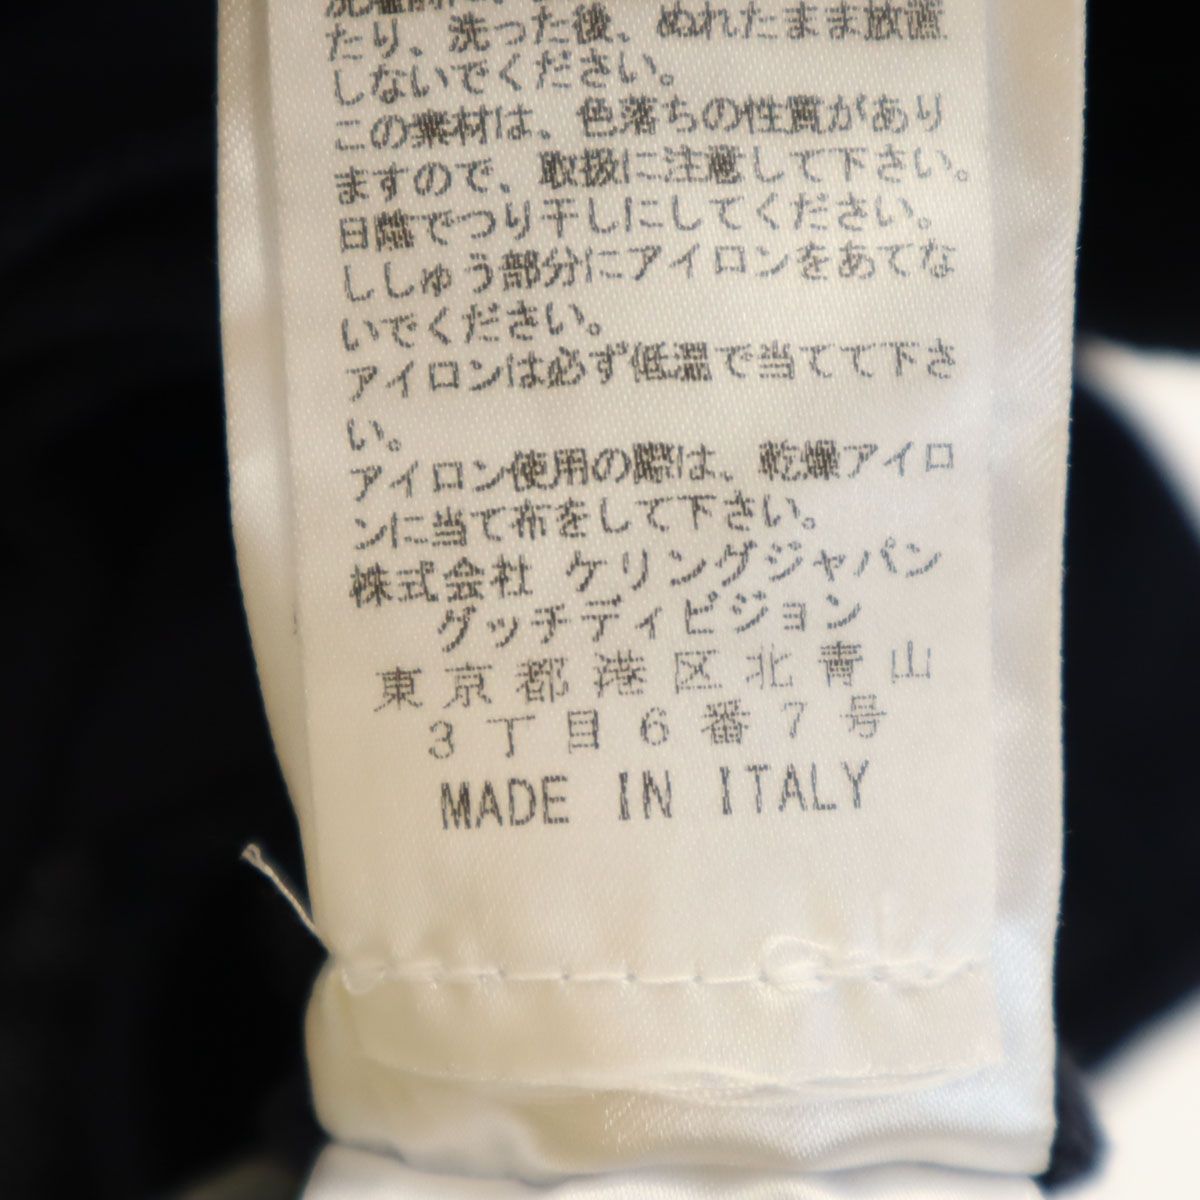 たり、洗った後、ぬれたまま放置
しないでください。
この素材は、色落ちの性質があり
ますので、取扱に注意して下さい。
日陰でつり干しにしてください。
ししゅう部分にアイロンをあてな
いでください。
アイロンは必ず低温で当てて下さ
い。
アイロン使用の際は、乾燥アイロ
ンに当て布をして下さい。
株式会社 ケリングジャパン
グッチディビジョン
東京都港区北青山
3丁目6番7号
MADE IN ITALY